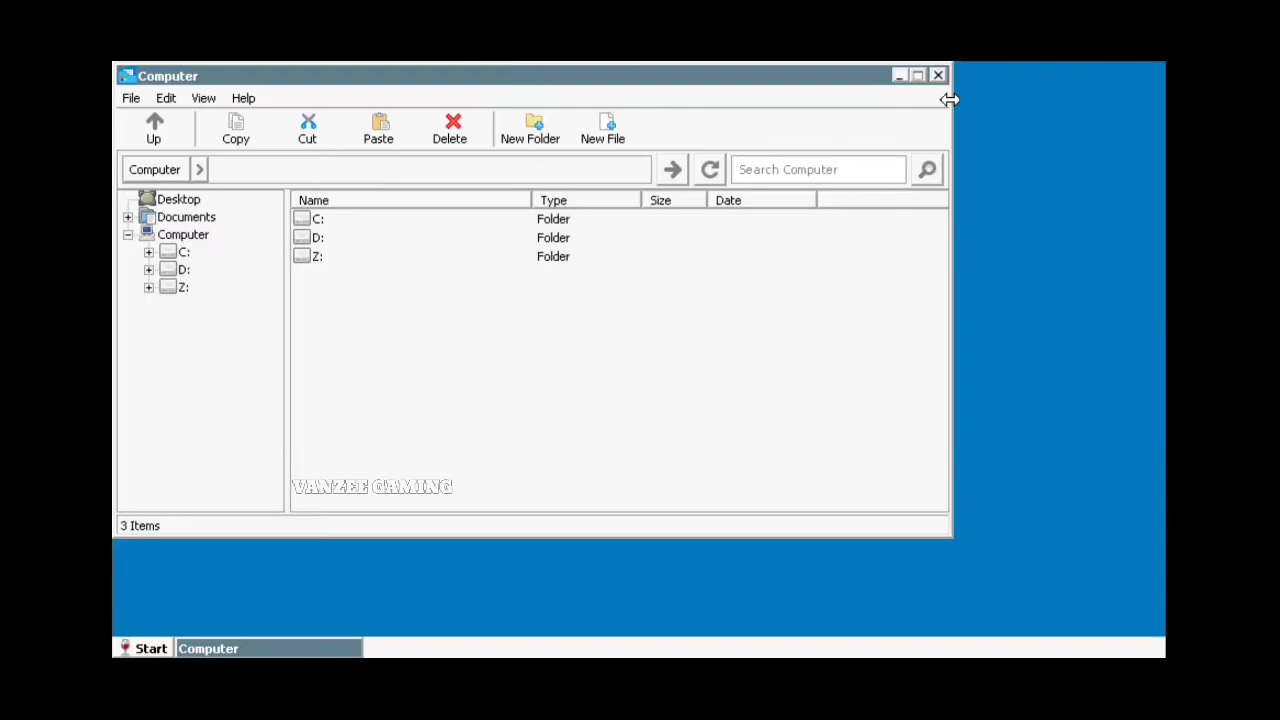 Computer
File Edit View Help
Up Copy Cut Paste Delete New Folder New File
Computer Search Computer
Desktop
Documents
Computer
C:
D:
Z:
Name Type Size Date
C: Folder
D: Folder
Z: Folder
VANZEE GAMING
3 Items
Start Computer